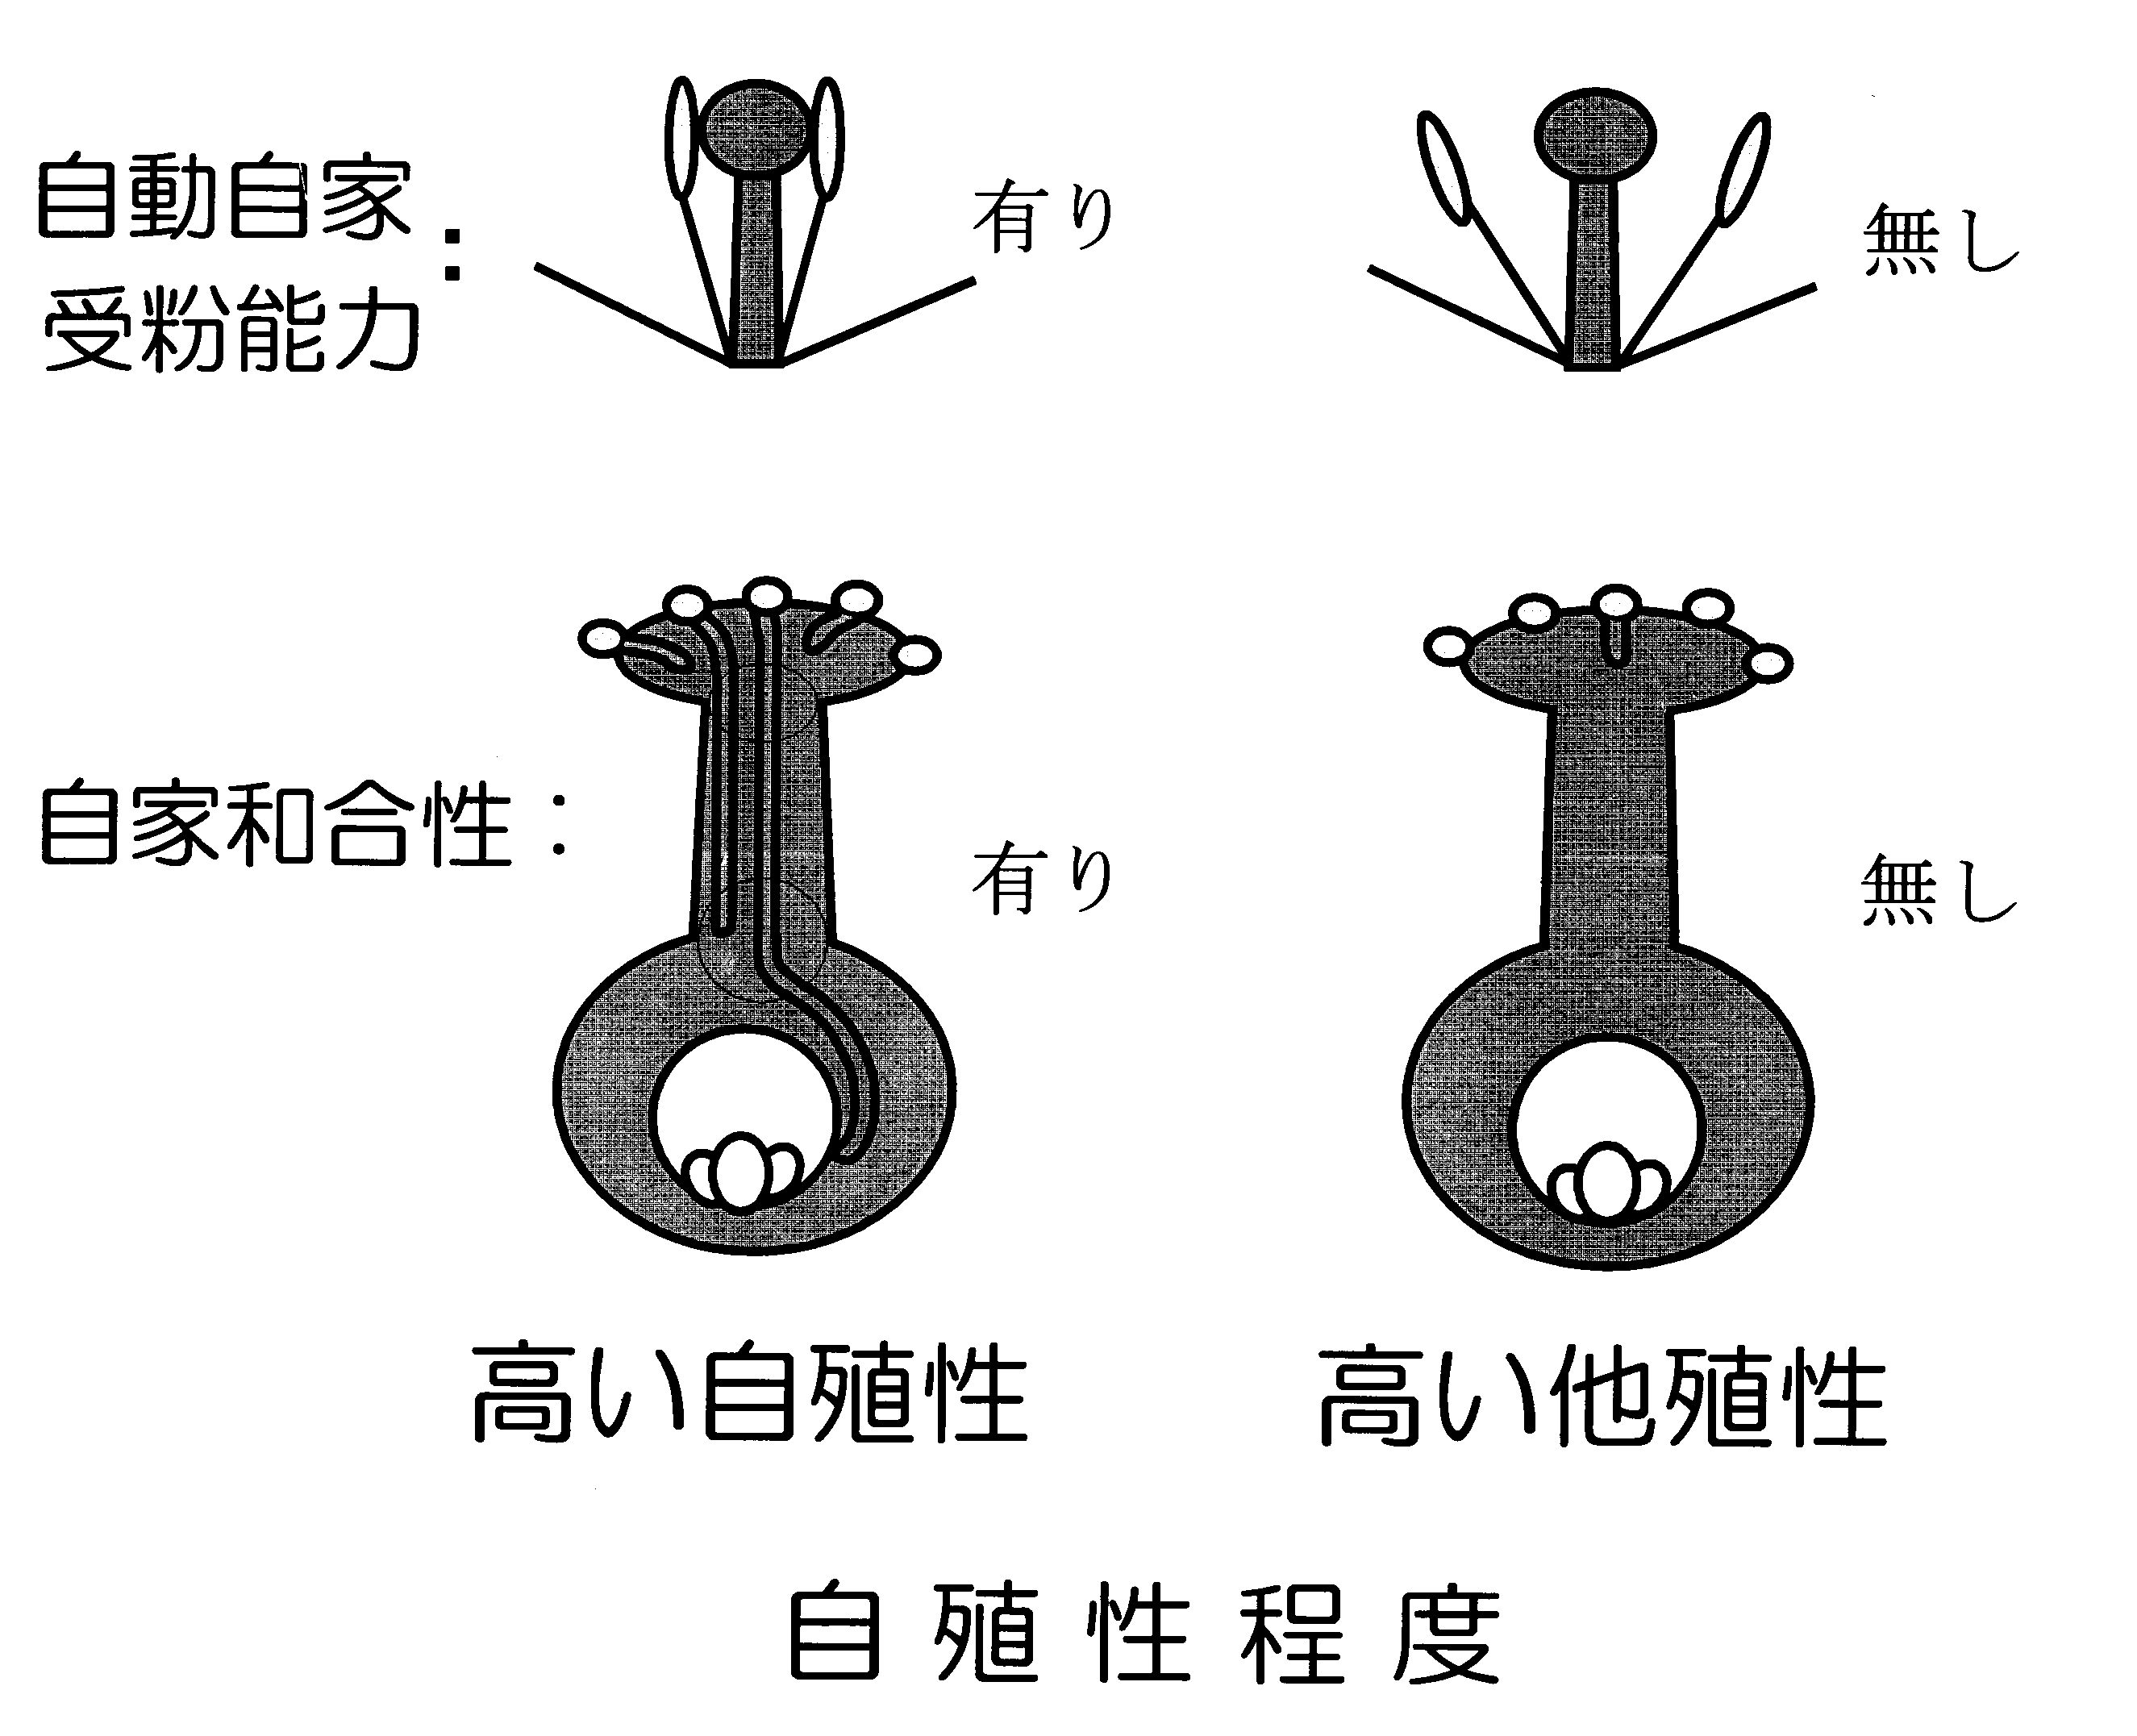 自動自家
受粉能力：
有り
無し
自家和合性：
有り
無し
高い自殖性
高い他殖性
自殖性程度